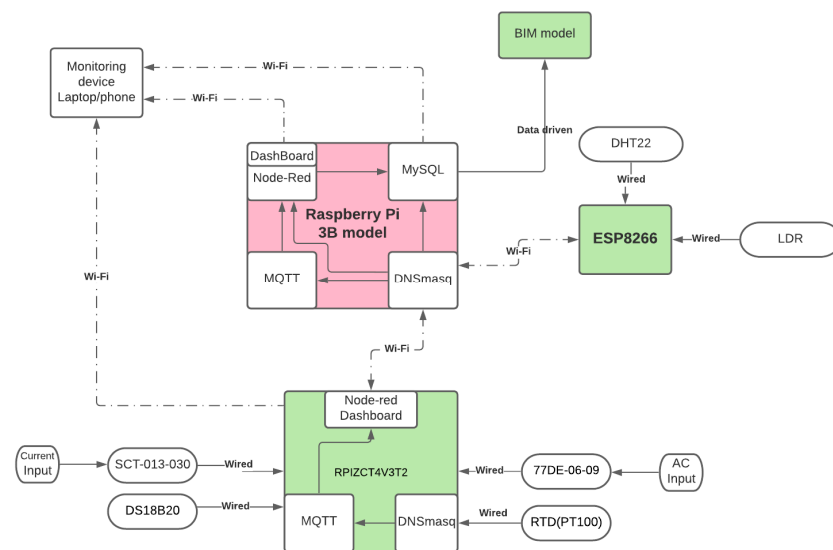 BIM model
Monitoring
device
Laptop/phone
Wi-Fi
Wi-Fi
Data driven
DHT22
DashBoard
Node-Red
MySQL
Wired
Raspberry Pi
3B model
ESP8266
Wired
LDR
Wi-Fi
Wi-Fi
MQTT
DNSmasq
Wi-Fi
Node-red
Dashboard
Current
Input
SCT-013-030
Wired
RPIZCT4V3T2
Wired
77DE-06-09
AC
Input
DS18B20
Wired
MQTT
DNSmasq
Wired
RTD(PT100)